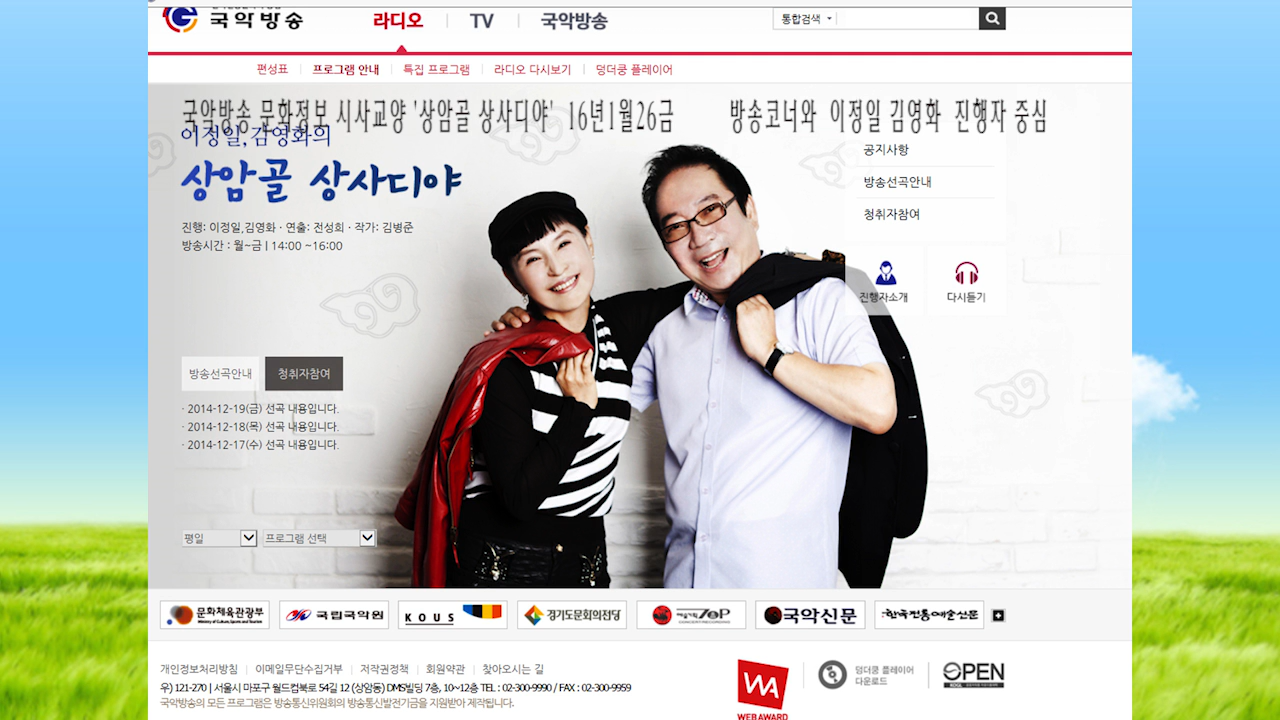 국악방송
라디오
TV
국악방송
통합검색
편성표
프로그램 안내
특집 프로그램
라디오 다시보기
덩더쿵 플레이어
국악방송 문화정보 시사교양 '상암골 상사디야' 16년1월26금 방송코너와 이정일 김영화 진행자 중심
이정일,김영화의
상암골 상사디야
진행: 이정일,김영화 · 연출: 전성희 · 작가: 김병준
방송시간 : 월~금 | 14:00 ~16:00
공지사항
방송선곡안내
청취자참여
진행자소개
다시듣기
방송선곡안내
청취자참여
· 2014-12-19(금) 선곡 내용입니다.
· 2014-12-18(목) 선곡 내용입니다.
· 2014-12-17(수) 선곡 내용입니다.
평일
프로그램 선택
문화체육관광부
Ministry of Culture, Sports and Tourism
국립국악원
KOUS
경기도문화의전당
TOP
국악신문
한국전통예술신문
개인정보처리방침 | 이메일무단수집거부 | 저작권정책 | 회원약관 | 찾아오시는 길
우) 121-270 | 서울시 마포구 월드컵북로 54길 12 (상암동) DMS빌딩 7층, 10~12층 TEL : 02-300-9990 / FAX : 02-300-9959
국악방송의 모든 프로그램은 방송통신위원회의 방송통신발전기금을 지원받아 제작됩니다.
WA
WEB AWARD
덩더쿵 플레이어
다운로드
OPEN